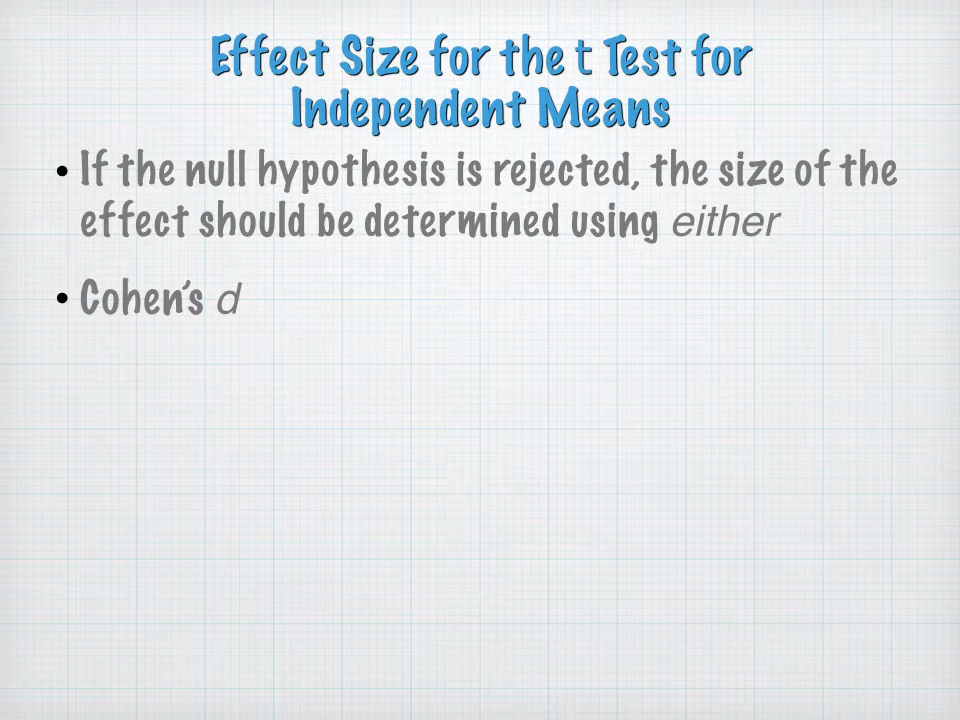 Effect Size for the t Test for
Independent Means
• If the null hypothesis is rejected, the size of the
effect should be determined using either
• Cohen’s d